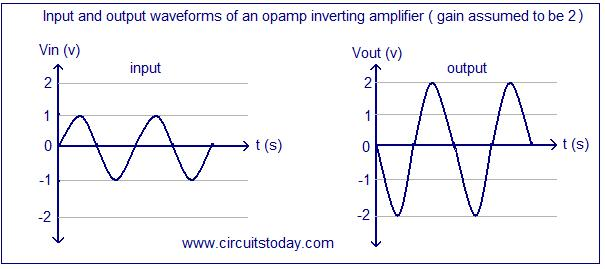 Input and output waveforms of an opamp inverting amplifier ( gain assumed to be 2 )
Vin (v)
input
2
1
0
-1
-2
t (s)
Vout (v)
output
2
1
0
-1
-2
t (s)
www.circuitstoday.com